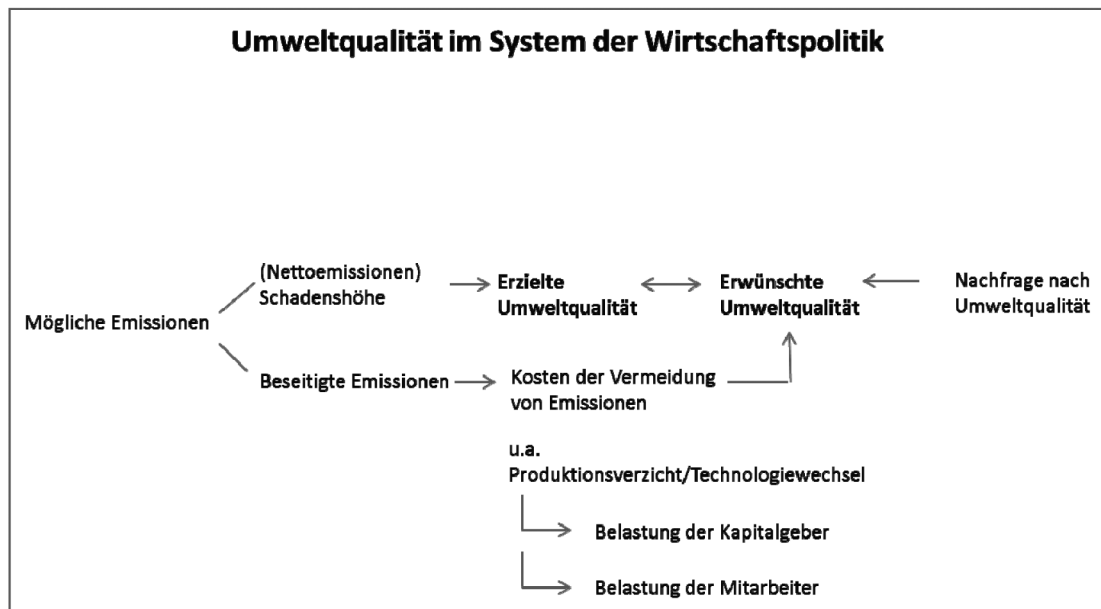 Umweltqualität im System der Wirtschaftspolitik
(Nettoemissionen)
Schadenshöhe
Erzielte
Umweltqualität
Erwünschte
Umweltqualität
Nachfrage nach
Umweltqualität
Mögliche Emissionen
Beseitigte Emissionen
Kosten der Vermeidung
von Emissionen
u.a.
Produktionsverzicht/Technologiewechsel
Belastung der Kapitalgeber
Belastung der Mitarbeiter